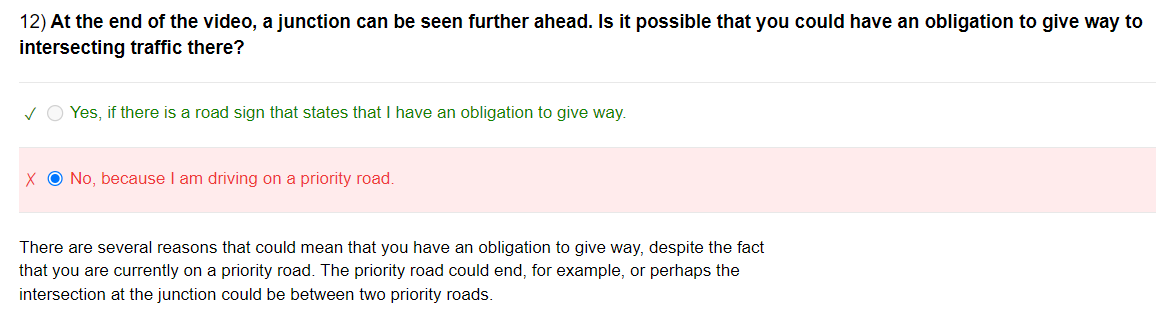 12) At the end of the video, a junction can be seen further ahead. Is it possible that you could have an obligation to give way to
intersecting traffic there?
✓ Yes, if there is a road sign that states that I have an obligation to give way.
X No, because I am driving on a priority road.
There are several reasons that could mean that you have an obligation to give way, despite the fact
that you are currently on a priority road. The priority road could end, for example, or perhaps the
intersection at the junction could be between two priority roads.